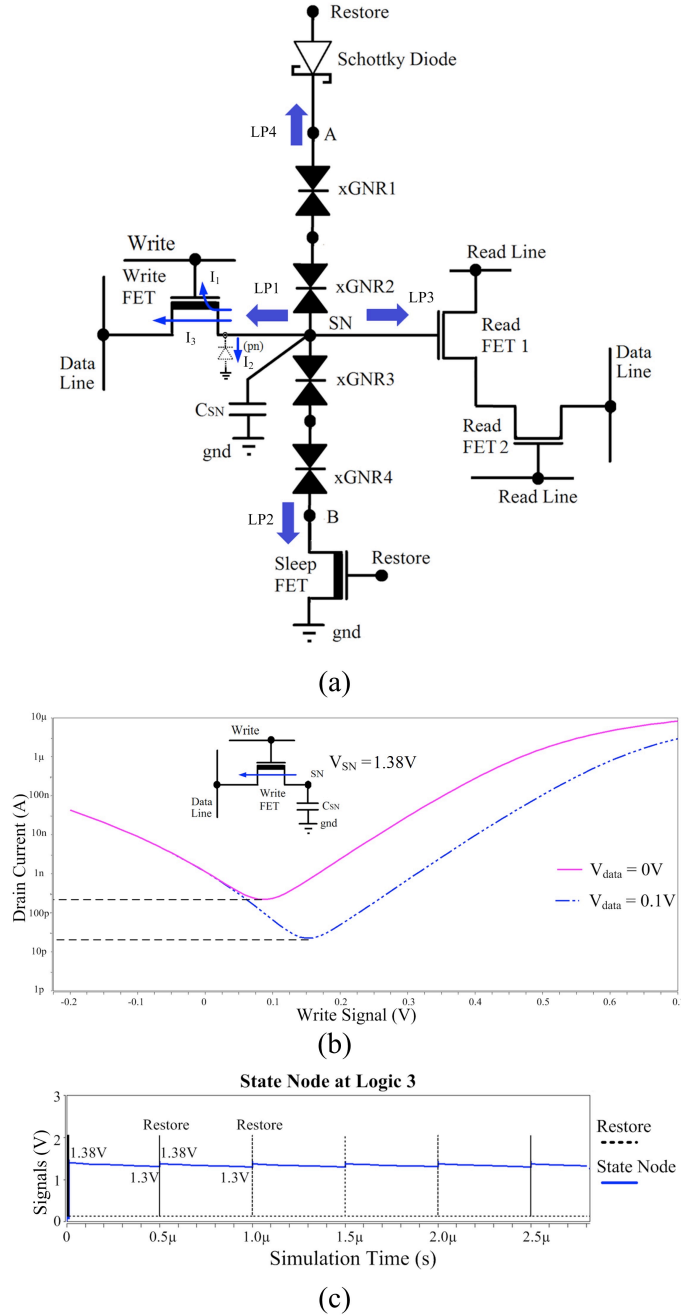 Restore
Schottky Diode
LP4
A
xGNR1
Write
Write
FET
I1
LP1
xGNR2
LP3
Read Line
SN
Read
FET 1
I3
(pn)
I2
Data
Line
Data
Line
xGNR3
CSN
gnd
Read
FET 2
xGNR4
Read Line
LP2
B
Sleep
FET
Restore
gnd
(a)
Drain Current (A)
10μ
1μ
100n
10n
1n
100p
10p
1p
Write
VSN =1.38V
SN
Data
Line
Write
FET
CSN
gnd
Vdata = 0V
Vdata = 0.1V
-0.2 -0.1 0 0.1 0.2 0.3 0.4 0.5 0.6 0.7
Write Signal (V)
(b)
State Node at Logic 3
Signals (V)
3
2
1
0
Restore Restore
1.38V 1.38V
1.3V 1.3V
Restore
State Node
0 0.5μ 1.0μ 1.5μ 2.0μ 2.5μ
Simulation Time (s)
(c)